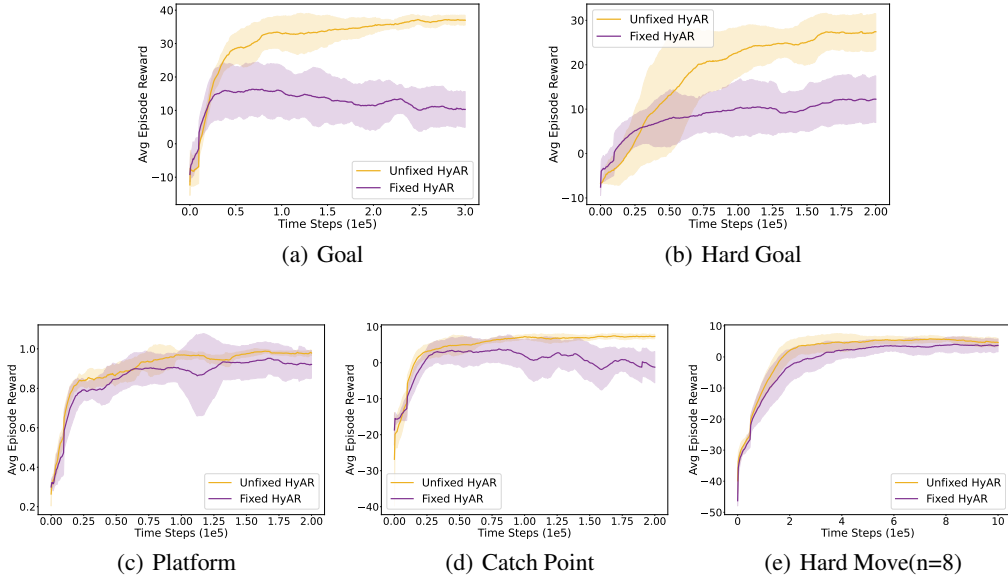 40
30
20
10
0
−10
Avg Episode Reward
Unfixed HyAR
Fixed HyAR
0.0 0.5 1.0 1.5 2.0 2.5 3.0
Time Steps (1e5)
(a) Goal
30
20
10
0
−10
Avg Episode Reward
Unfixed HyAR
Fixed HyAR
0.00 0.25 0.50 0.75 1.00 1.25 1.50 1.75 2.00
Time Steps (1e5)
(b) Hard Goal
1.0
0.8
0.6
0.4
0.2
Avg Episode Reward
Unfixed HyAR
Fixed HyAR
0.00 0.25 0.50 0.75 1.00 1.25 1.50 1.75 2.00
Time Steps (1e5)
(c) Platform
10
0
−10
−20
−30
−40
Avg Episode Reward
Unfixed HyAR
Fixed HyAR
0.00 0.25 0.50 0.75 1.00 1.25 1.50 1.75 2.00
Time Steps (1e5)
(d) Catch Point
10
0
−10
−20
−30
−40
−50
Avg Episode Reward
Unfixed HyAR
Fixed HyAR
0 2 4 6 8 10
Time Steps (1e5)
(e) Hard Move(n=8)